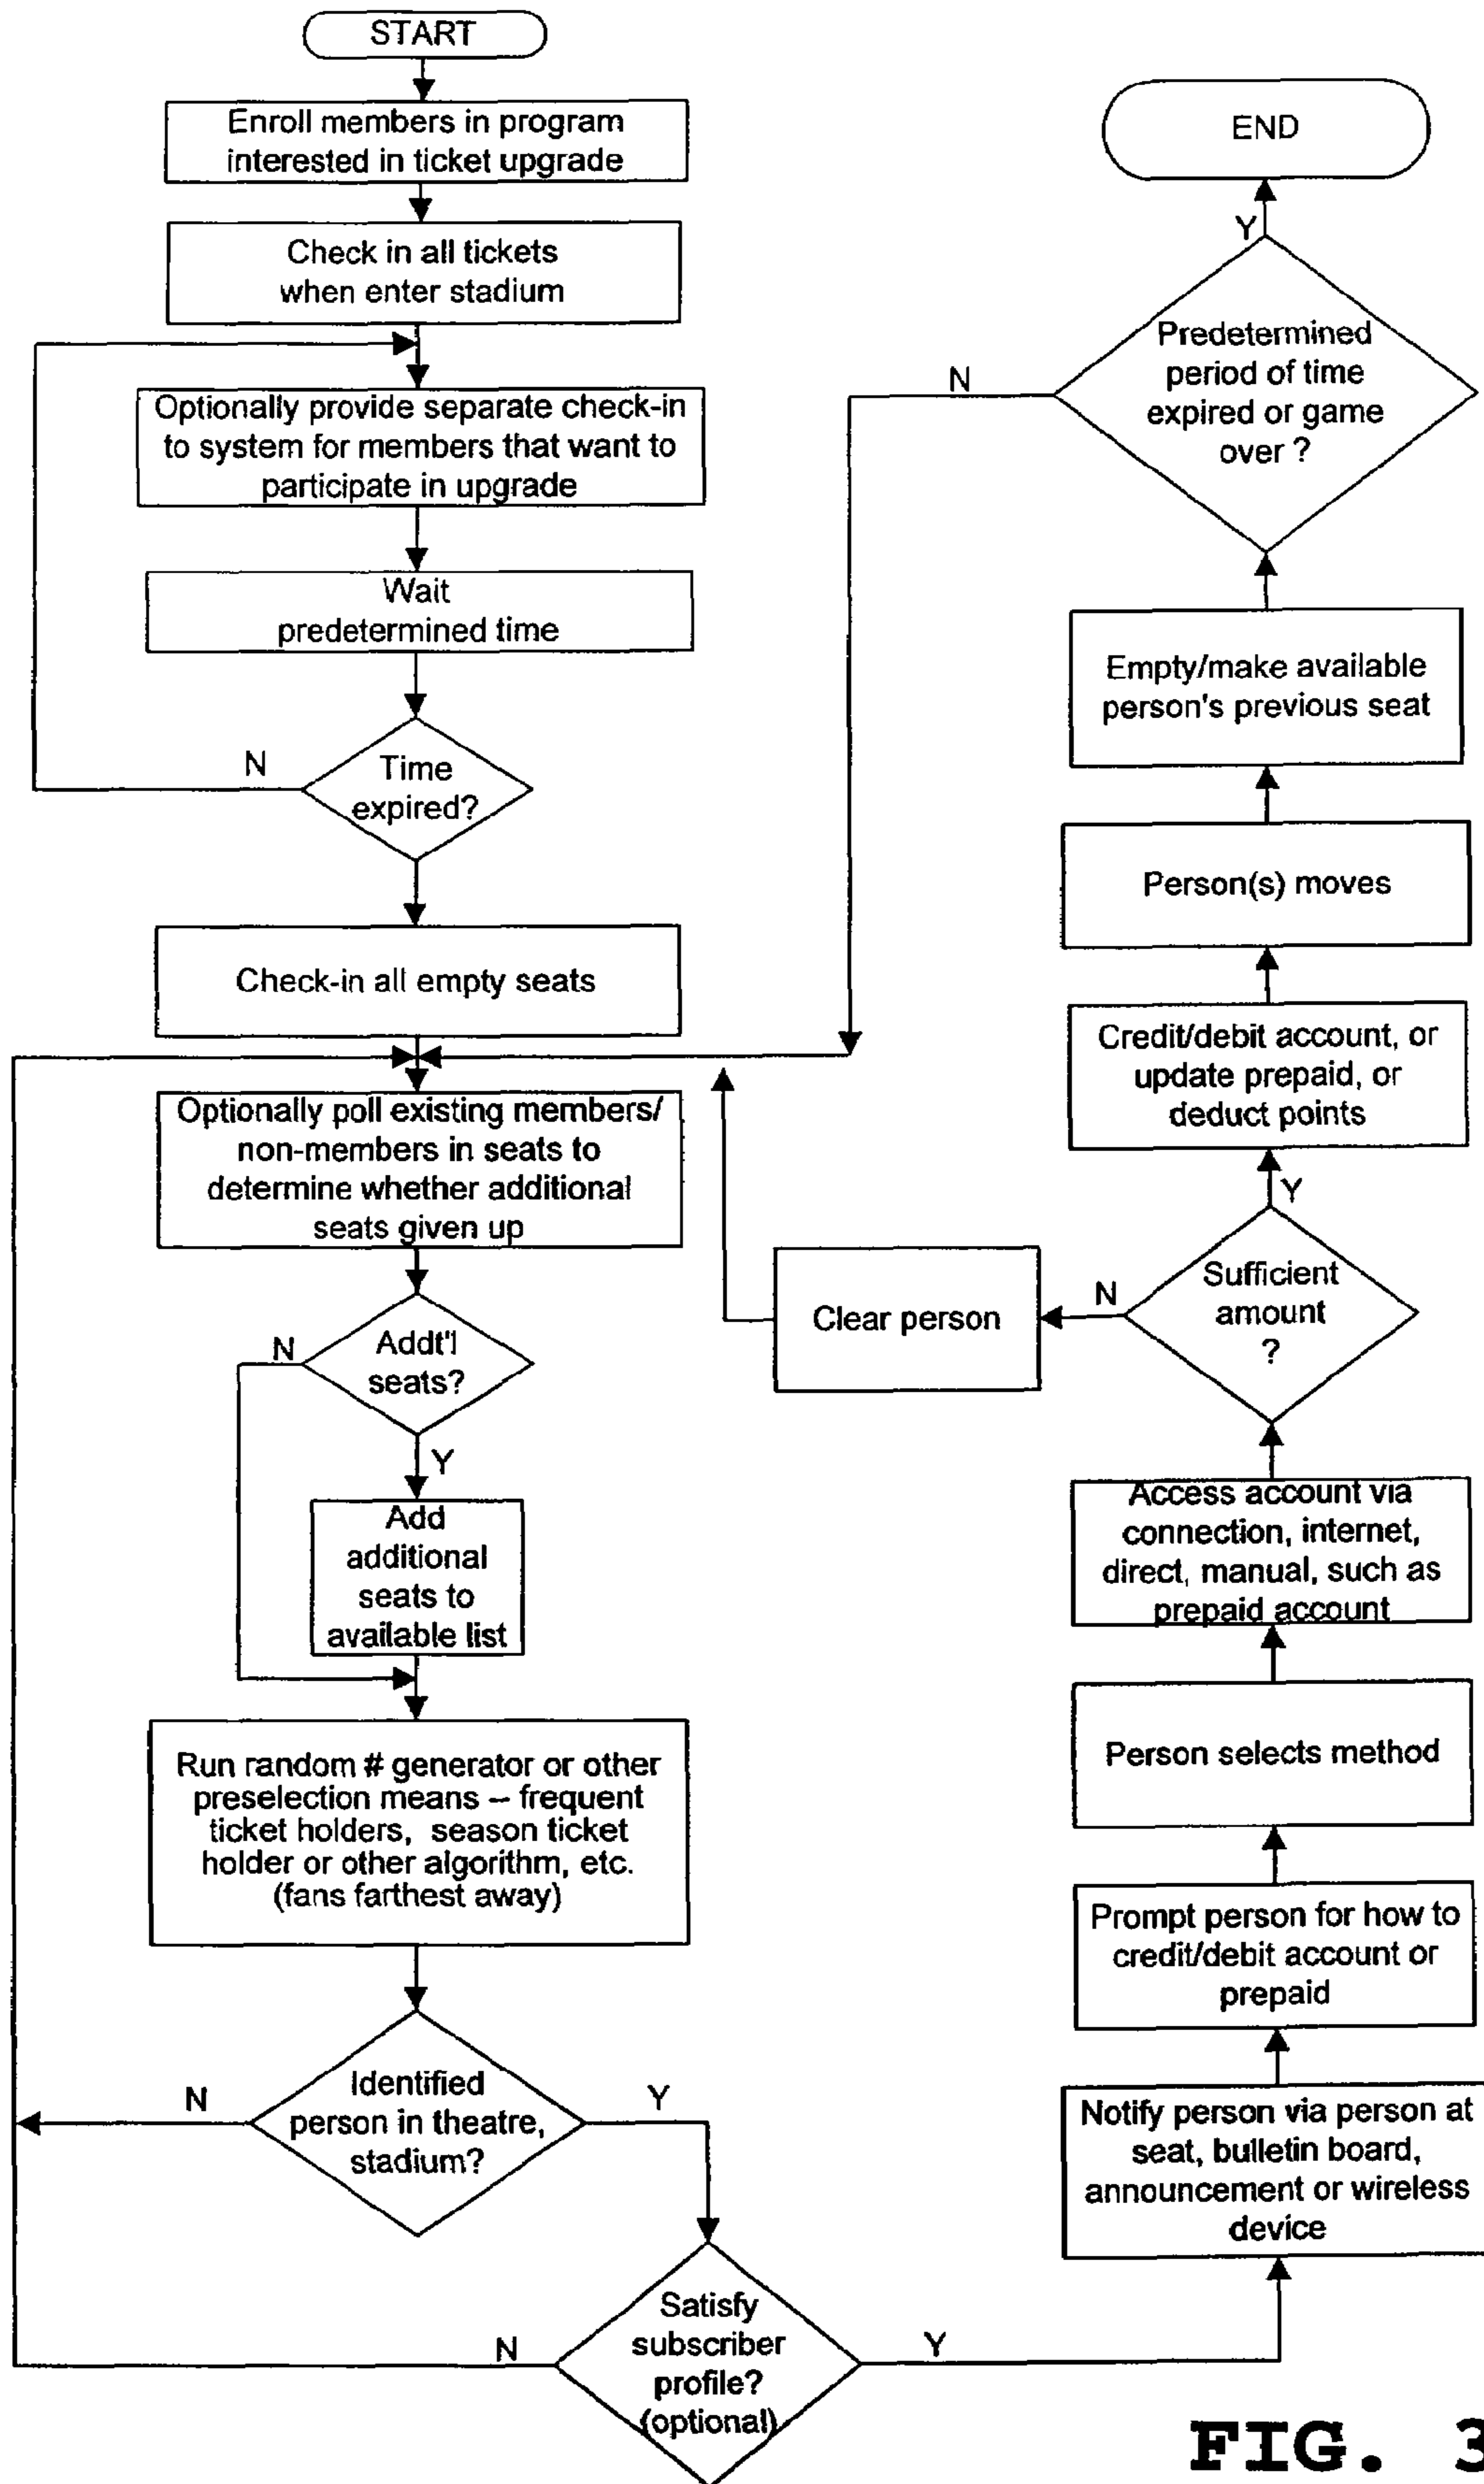 START
Enroll members in program
interested in ticket upgrade
Check in all tickets
when enter stadium
Optionally provide separate check-in
to system for members that want to
participate in upgrade
Wait
predetermined time
N
Time
expired?
Check-in all empty seats
Optionally poll existing members/
non-members in seats to
determine whether additional
seats given up
N
Addt'l
seats?
Y
Add
additional
seats to
available list
Run random # generator or other
preselection means – frequent
ticket holders, season ticket
holder or other algorithm, etc.
(fans farthest away)
N
Identified
person in theatre,
stadium?
Y
N
Satisfy
subscriber
profile?
(optional)
Y
Notify person via person at
seat, bulletin board,
announcement or wireless
device
Prompt person for how to
credit/debit account or
prepaid
Person selects method
Access account via
connection, internet,
direct, manual, such as
prepaid account
Sufficient
amount
?
N
Clear person
Y
Credit/debit account, or
update prepaid, or
deduct points
Person(s) moves
Empty/make available
person's previous seat
Predetermined
period of time
expired or game
over ?
N
Y
END
FIG. 3